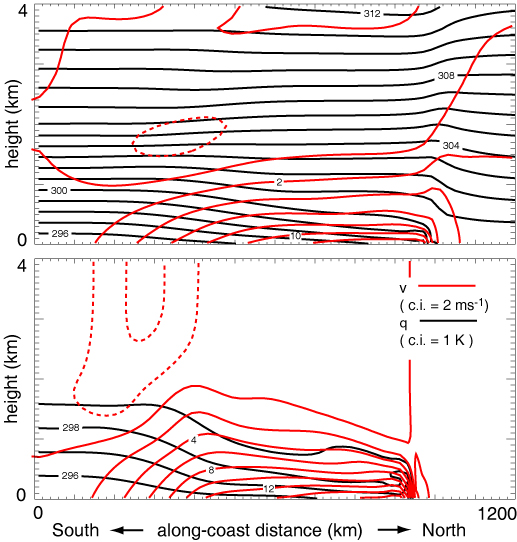 4
312
308
height (km)
304
2
300
296
10
0
4
v
( c.i. = 2 ms-1)
q
( c.i. = 1 K )
height (km)
298
4
8
296
12
0
0
1200
South along-coast distance (km) North